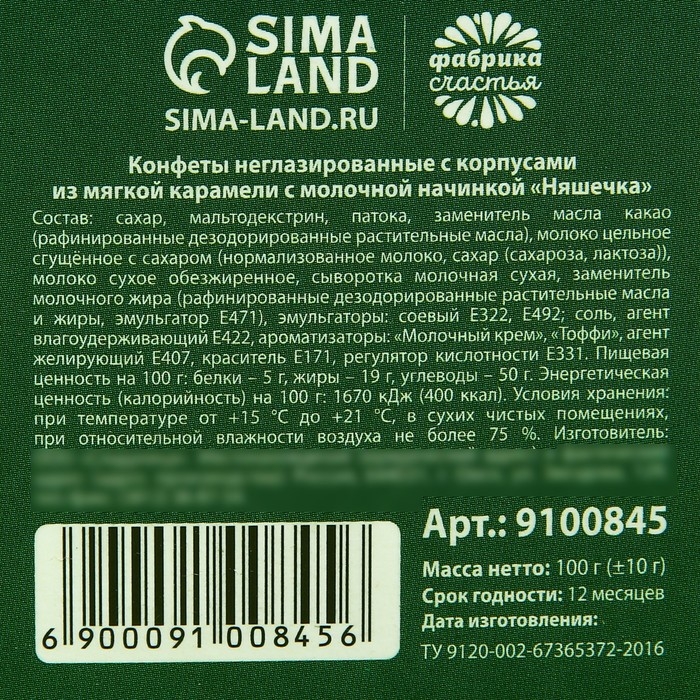 SIMA
LAND
SIMA-LAND.RU
фабрика
счастья
Конфеты неглазированные с корпусами
из мягкой карамели с молочной начинкой «Няшечка»
Состав: сахар, мальтодекстрин, патока, заменитель масла какао
(рафинированные дезодорированные растительные масла), молоко цельное
сгущённое с сахаром (нормализованное молоко, сахар (сахароза, лактоза)),
молоко сухое обезжиренное, сыворотка молочная сухая, заменитель
молочного жира (рафинированные дезодорированные растительные масла
и жиры, эмульгатор Е471), эмульгаторы: соевый Е322, Е492; соль, агент
влагоудерживающий Е422, ароматизаторы: «Молочный крем», «Тоффи», агент
желирующий Е407, краситель Е171, регулятор кислотности Е331. Пищевая
ценность на 100 г: белки – 5 г, жиры – 19 г, углеводы – 50 г. Энергетическая
ценность (калорийность) на 100 г: 1670 кДж (400 ккал). Условия хранения:
при температуре от +15 °С до +21 °С, в сухих чистых помещениях,
при относительной влажности воздуха не более 75 %. Изготовитель:
Арт.: 9100845
Масса нетто: 100 г (±10 г)
Срок годности: 12 месяцев
Дата изготовления:
ТУ 9120-002-67365372-2016
6 900091 008456